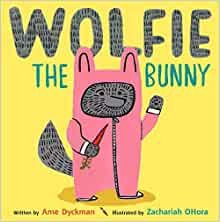 WOLFIE
THE BUNNY
Written by Ame Dyckman Illustrated by Zachariah OHora